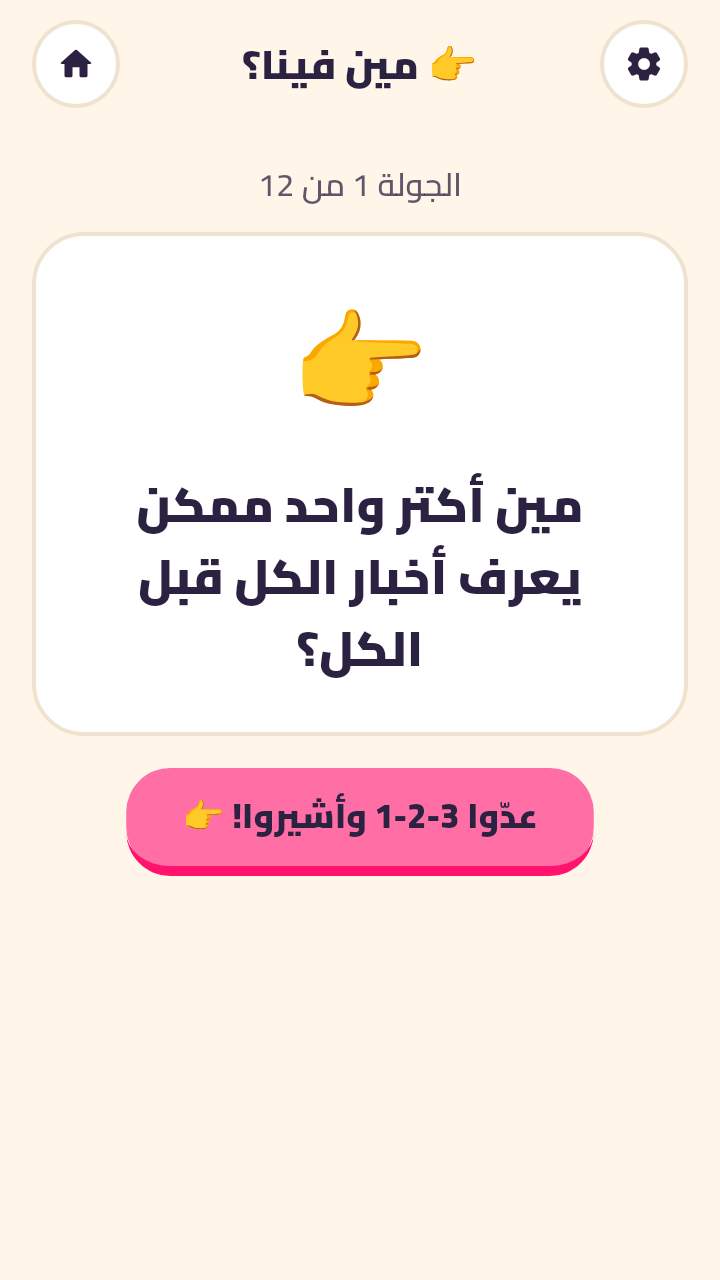 👉 مين فينا؟
الجولة 1 من 12
مين أكتر واحد ممكن
يعرف أخبار الكل قبل
الكل؟
عدّوا 3-2-1 وأشيروا! 👉